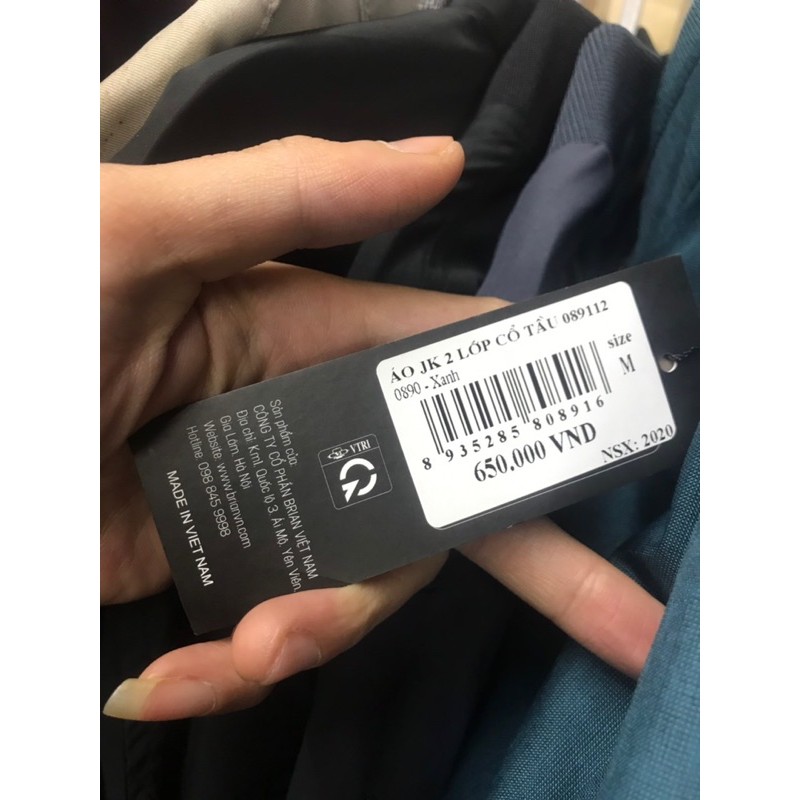 ÁO JK 2 LỚP CỔ TẦU 089112
0890 - Xanh
size
M
8 935285 808916
650.000 VND
NSX: 2020
VTRI
Sản phẩm của:
CÔNG TY CỔ PHẦN BRIAN VIỆT NAM
Địa chỉ: Km1, Quốc lộ 3, Ái Mộ, Yên Viên,
Gia Lâm, Hà Nội
Website: www.brianvn.com
Hotline: 098 845 9998
MADE IN VIET NAM